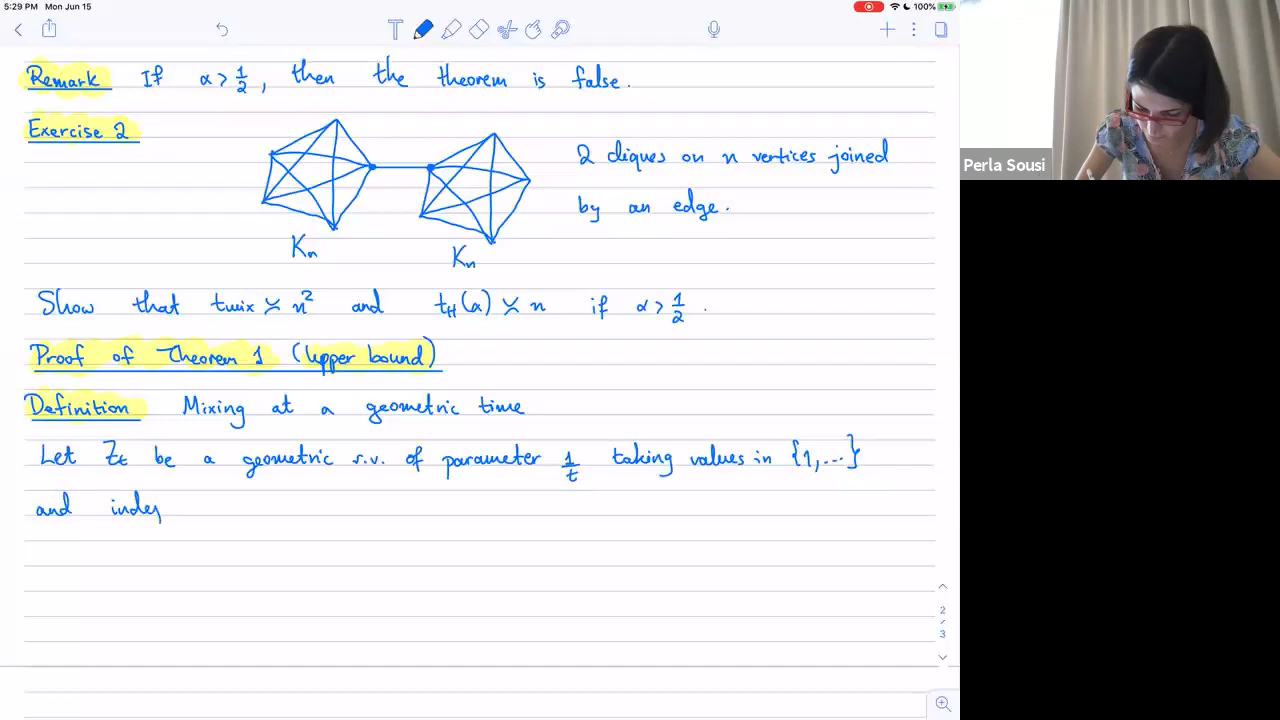 5:29 PM Mon Jun 15
100%
Remark If α > 1/2, then the theorem is false.
Exercise 2
2 cliques on n vertices joined
by an edge.
Kn
Kn
Show that tmix ≍ n² and tH(α) ≍ n if α > 1/2.
Proof of Theorem 1 (upper bound)
Definition Mixing at a geometric time
Let Zt be a geometric r.v. of parameter 1/t taking values in {1,...}
and indep
2
/
3
Perla Sousi